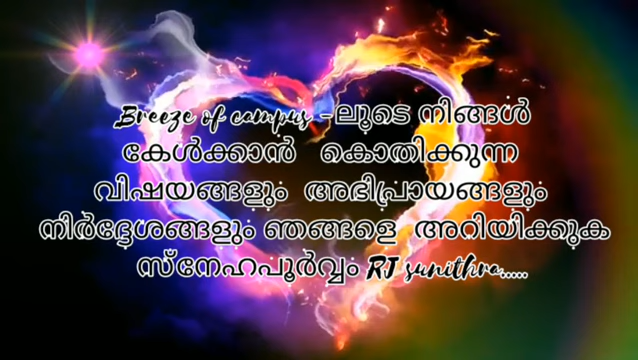 Breeze of campus -ലൂടെ നിങ്ങൾ
കേൾക്കാൻ കൊതിക്കുന്ന
വിഷയങ്ങളും അഭിപ്രായങ്ങളും
നിർദ്ദേശങ്ങളും ഞങ്ങളെ അറിയിക്കുക
സ്നേഹപൂർവ്വം RJ sunithra.....